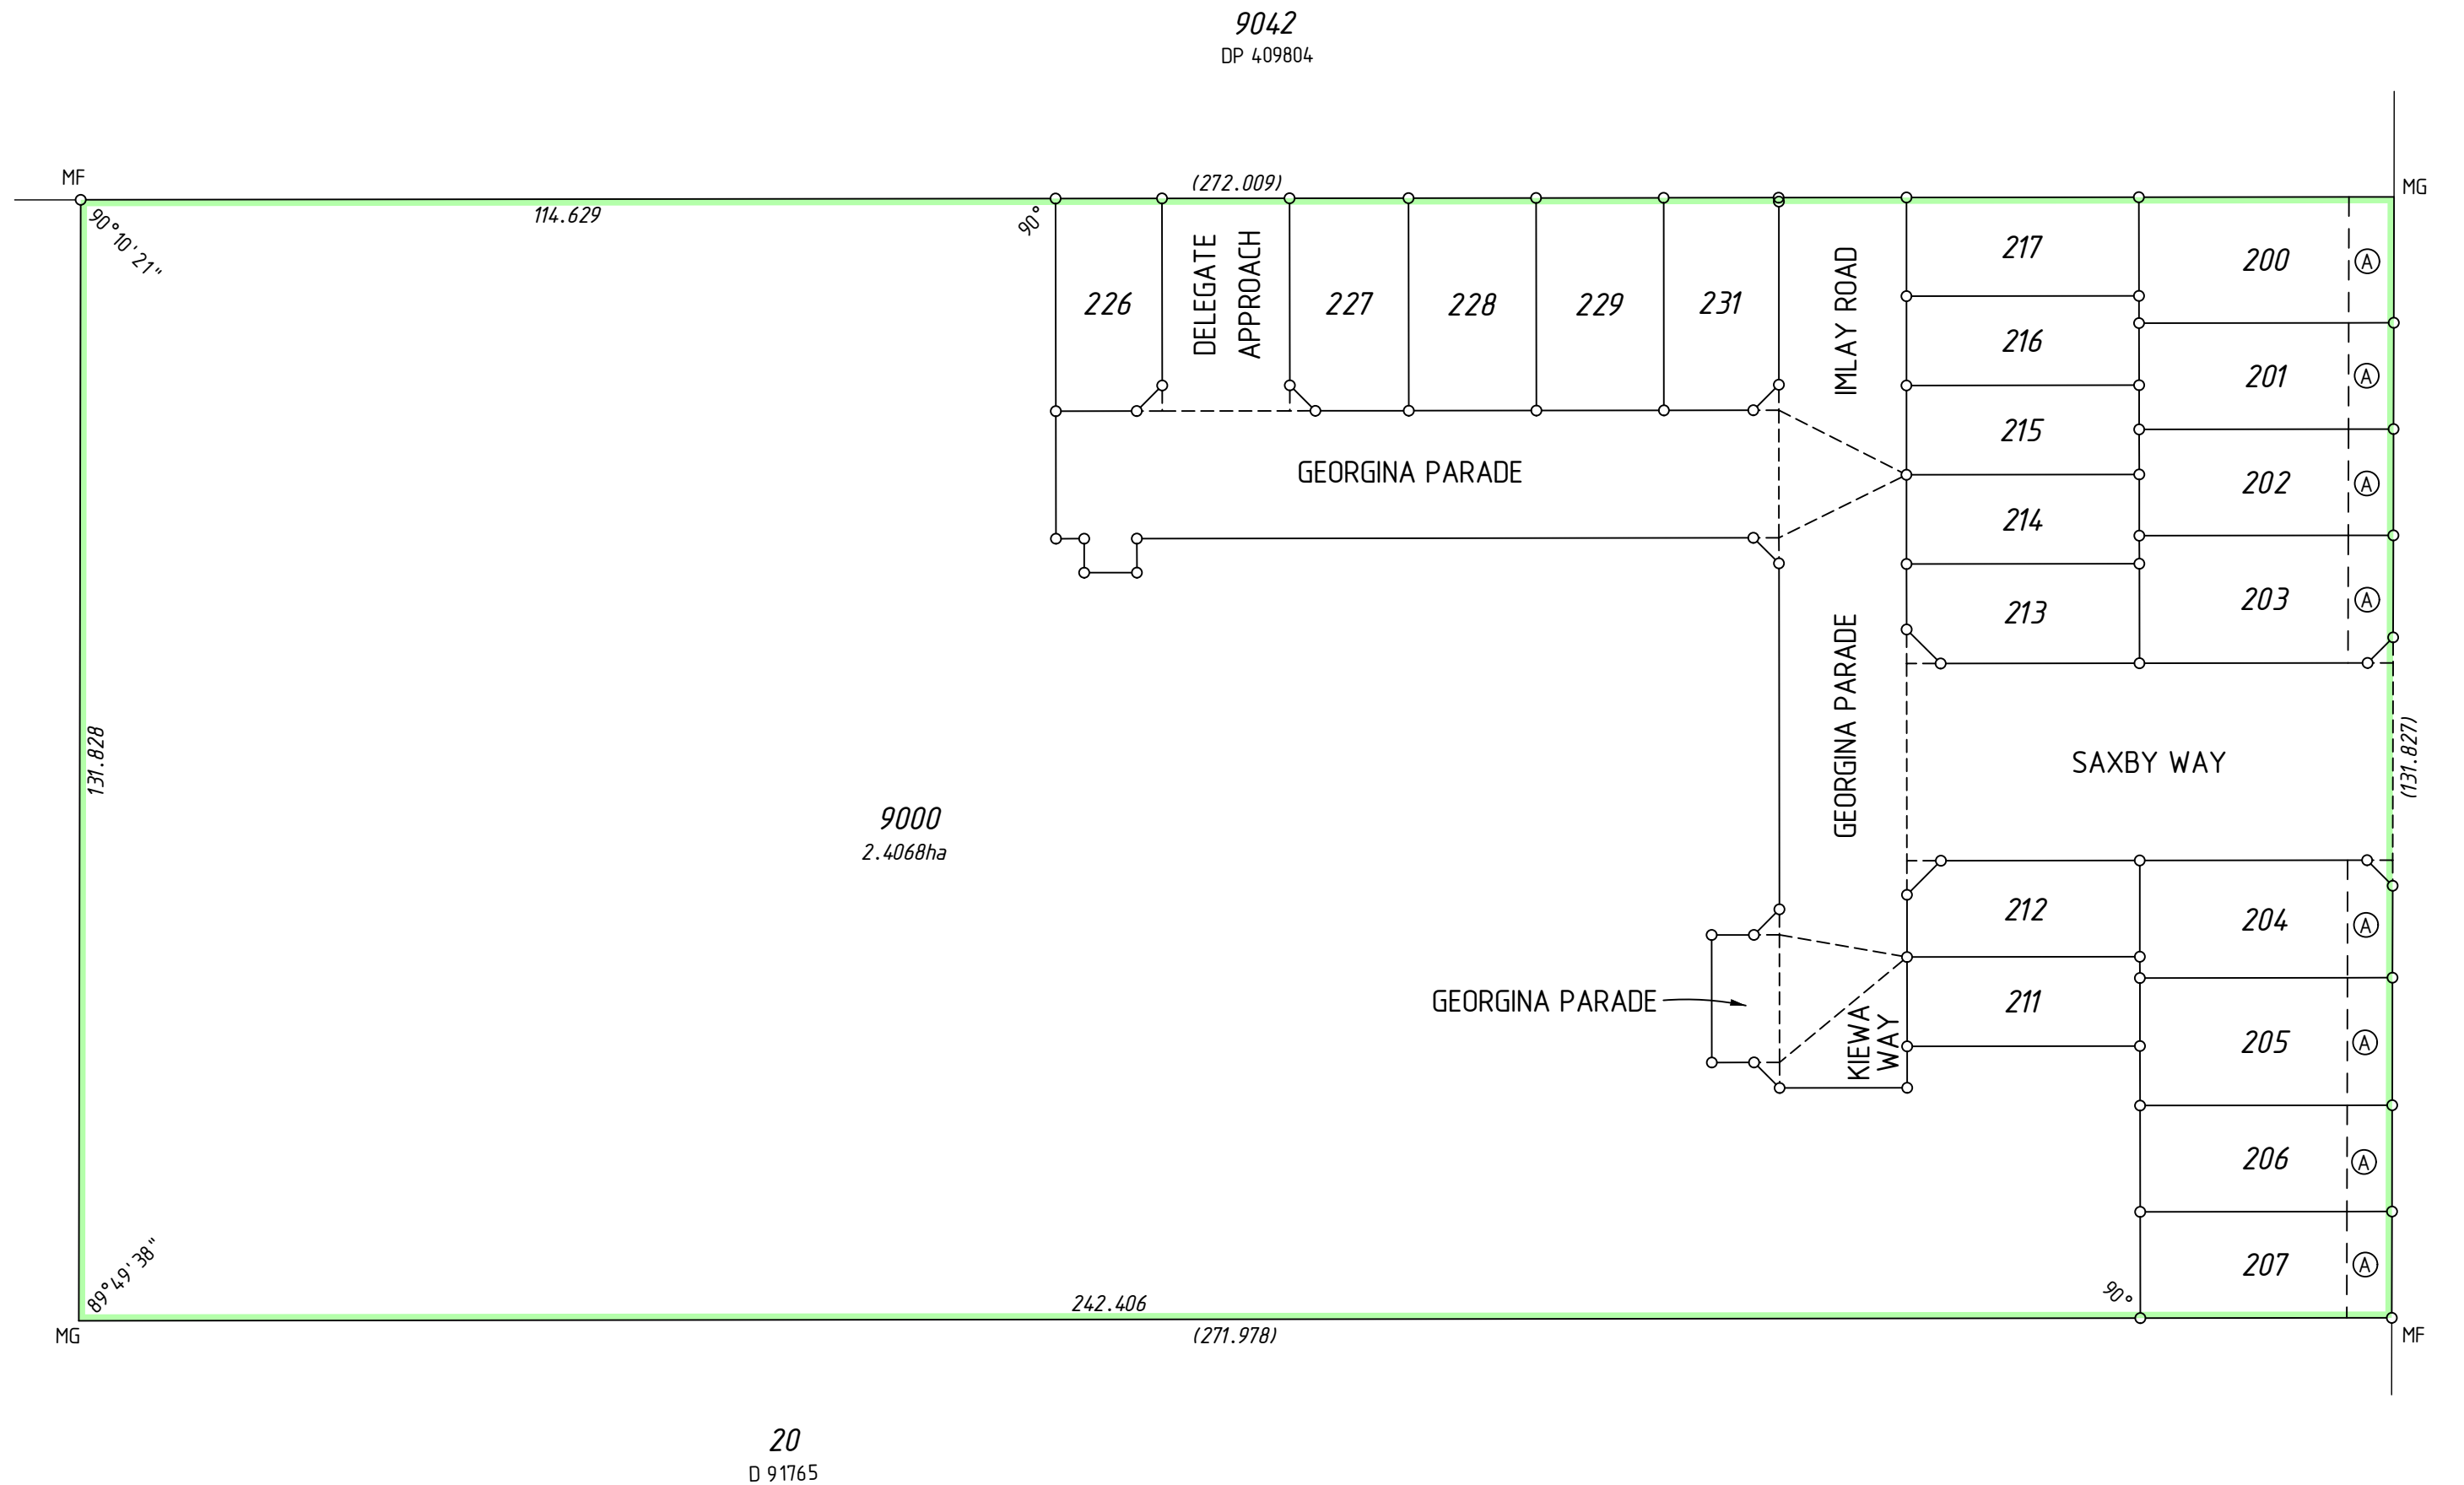 9042
DP 409804
MF
(272.009)
MG
114.629
90°10'21"
90°
226
DELEGATE
APPROACH
227
228
229
231
IMLAY ROAD
217
200
A
216
201
A
215
202
A
GEORGINA PARADE
214
203
A
213
GEORGINA PARADE
131.828
(131.827)
SAXBY WAY
9000
2.4068ha
212
204
A
GEORGINA PARADE
211
KIEWA
WAY
205
A
206
A
207
A
89°49'38"
90°
242.406
MG
(271.978)
MF
20
D 91765